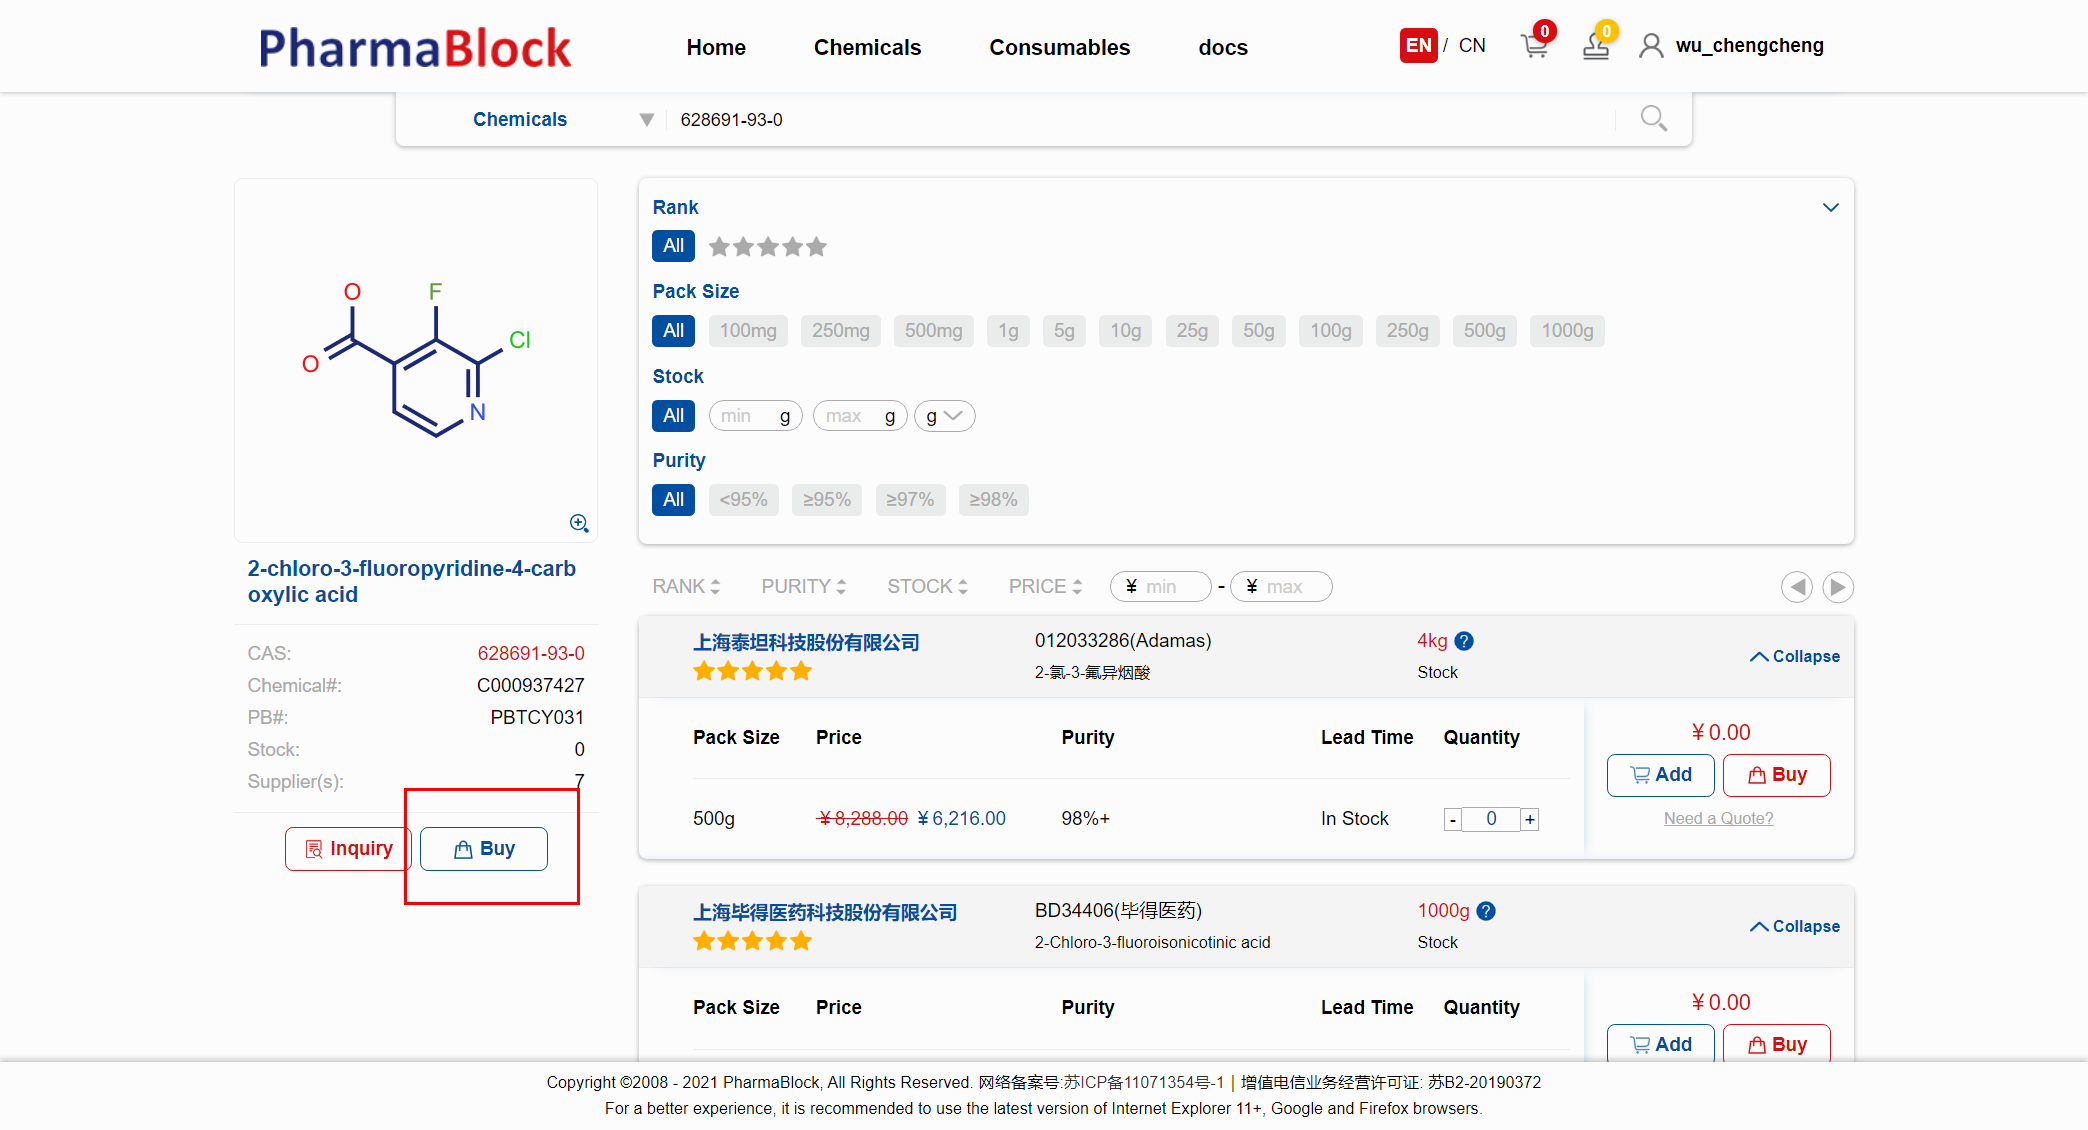 PharmaBlock
Home
Chemicals
Consumables
docs
EN / CN
0
0
wu_chengcheng
Chemicals
628691-93-0
O
F
Cl
O
N
2-chloro-3-fluoropyridine-4-carb
oxylic acid
CAS: 628691-93-0
Chemical#: C000937427
PB#: PBTCY031
Stock: 0
Supplier(s): 7
Inquiry
Buy
Rank
All
Pack Size
All 100mg 250mg 500mg 1g 5g 10g 25g 50g 100g 250g 500g 1000g
Stock
All min g max g g
Purity
All <95% ≥95% ≥97% ≥98%
RANK PURITY STOCK PRICE ¥ min - ¥ max
上海泰坦科技股份有限公司
012033286(Adamas)
2-氯-3-氟异烟酸
4kg ?
Stock
Collapse
Pack Size Price Purity Lead Time Quantity
500g ¥8,288.00 ¥6,216.00 98%+ In Stock - 0 +
¥0.00
Add
Buy
Need a Quote?
上海毕得医药科技股份有限公司
BD34406(毕得医药)
2-Chloro-3-fluoroisonicotinic acid
1000g ?
Stock
Collapse
Pack Size Price Purity Lead Time Quantity
¥0.00
Add
Buy
Copyright ©2008 - 2021 PharmaBlock, All Rights Reserved. 网络备案号:苏ICP备11071354号-1 | 增值电信业务经营许可证: 苏B2-20190372
For a better experience, it is recommended to use the latest version of Internet Explorer 11+, Google and Firefox browsers.